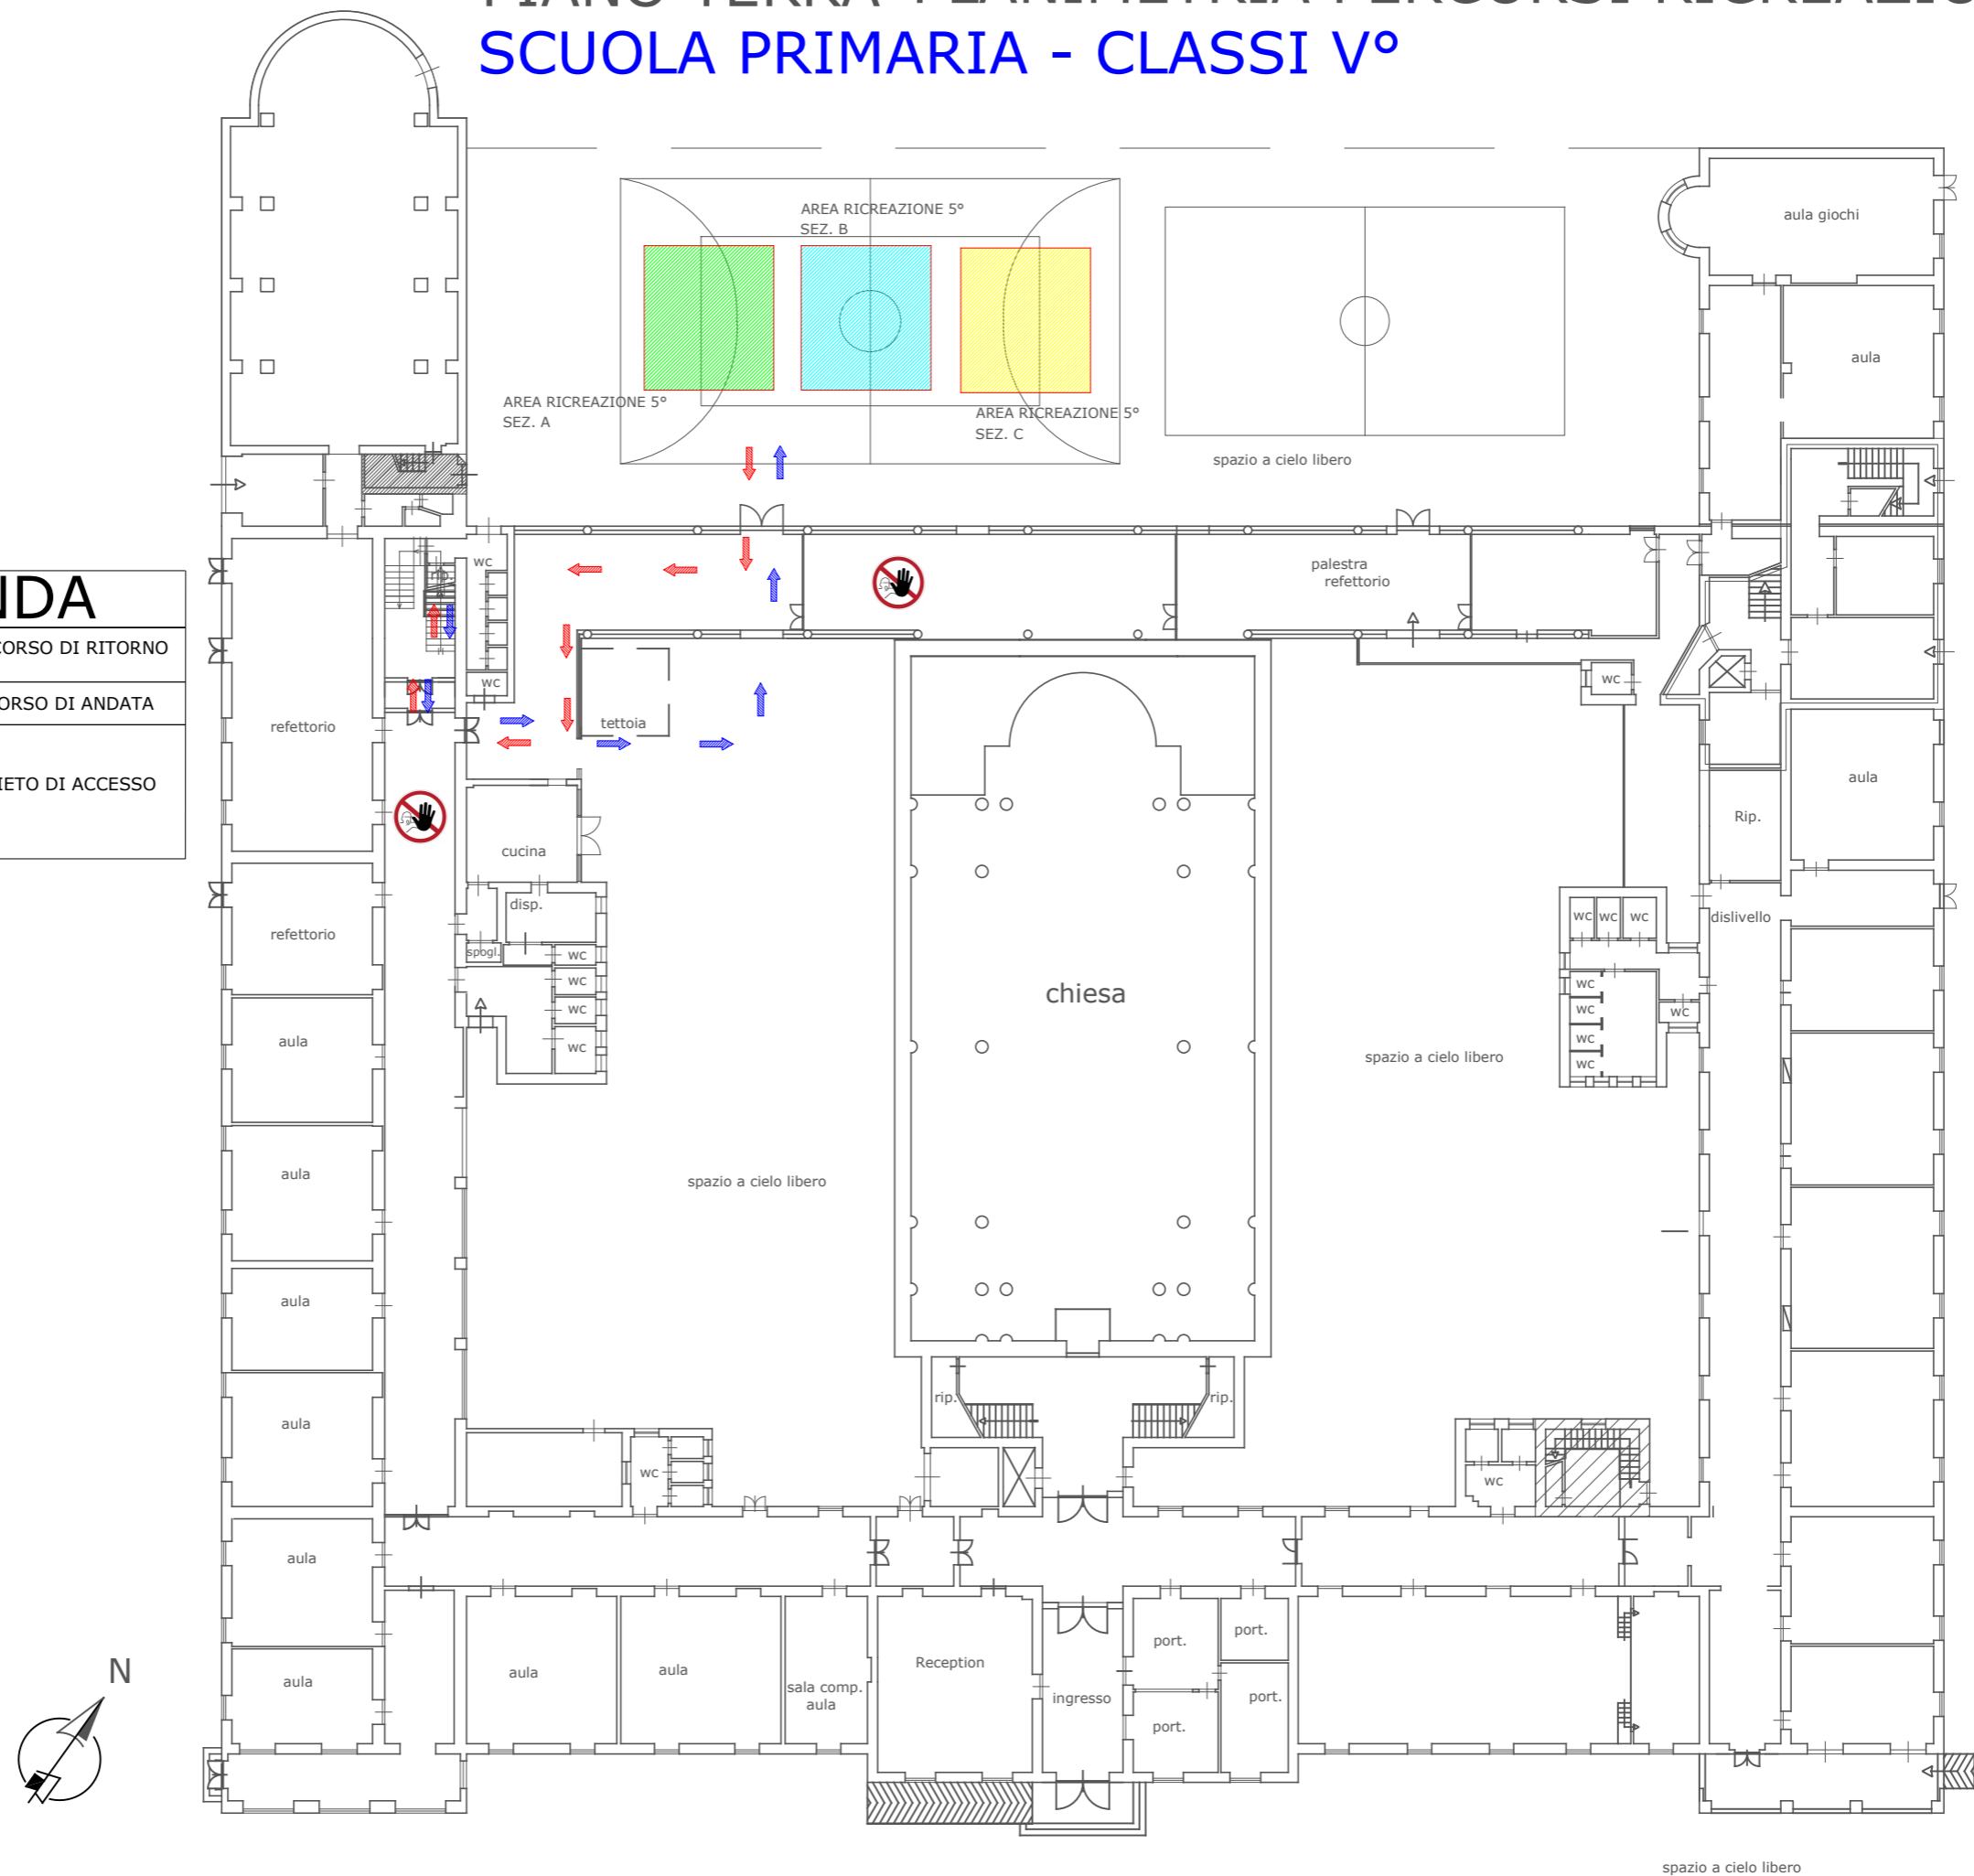 SCUOLA PRIMARIA - CLASSI V°
AREA RICREAZIONE 5°
SEZ. B
AREA RICREAZIONE 5°
SEZ. A
AREA RICREAZIONE 5°
SEZ. C
spazio a cielo libero
aula giochi
aula
palestra
refettorio
wc
rip.
wc
wc
NDA
CORSO DI RITORNO
CORSO DI ANDATA
IETO DI ACCESSO
refettorio
tettoia
aula
Rip.
cucina
disp.
spogl.
wc
wc
wc
wc
refettorio
wc
wc
wc
dislivello
wc
wc
wc
wc
wc
chiesa
aula
spazio a cielo libero
aula
spazio a cielo libero
aula
aula
rip.
rip.
wc
wc
aula
aula
aula
aula
sala comp.
aula
Reception
ingresso
port.
port.
port.
port.
N
spazio a cielo libero